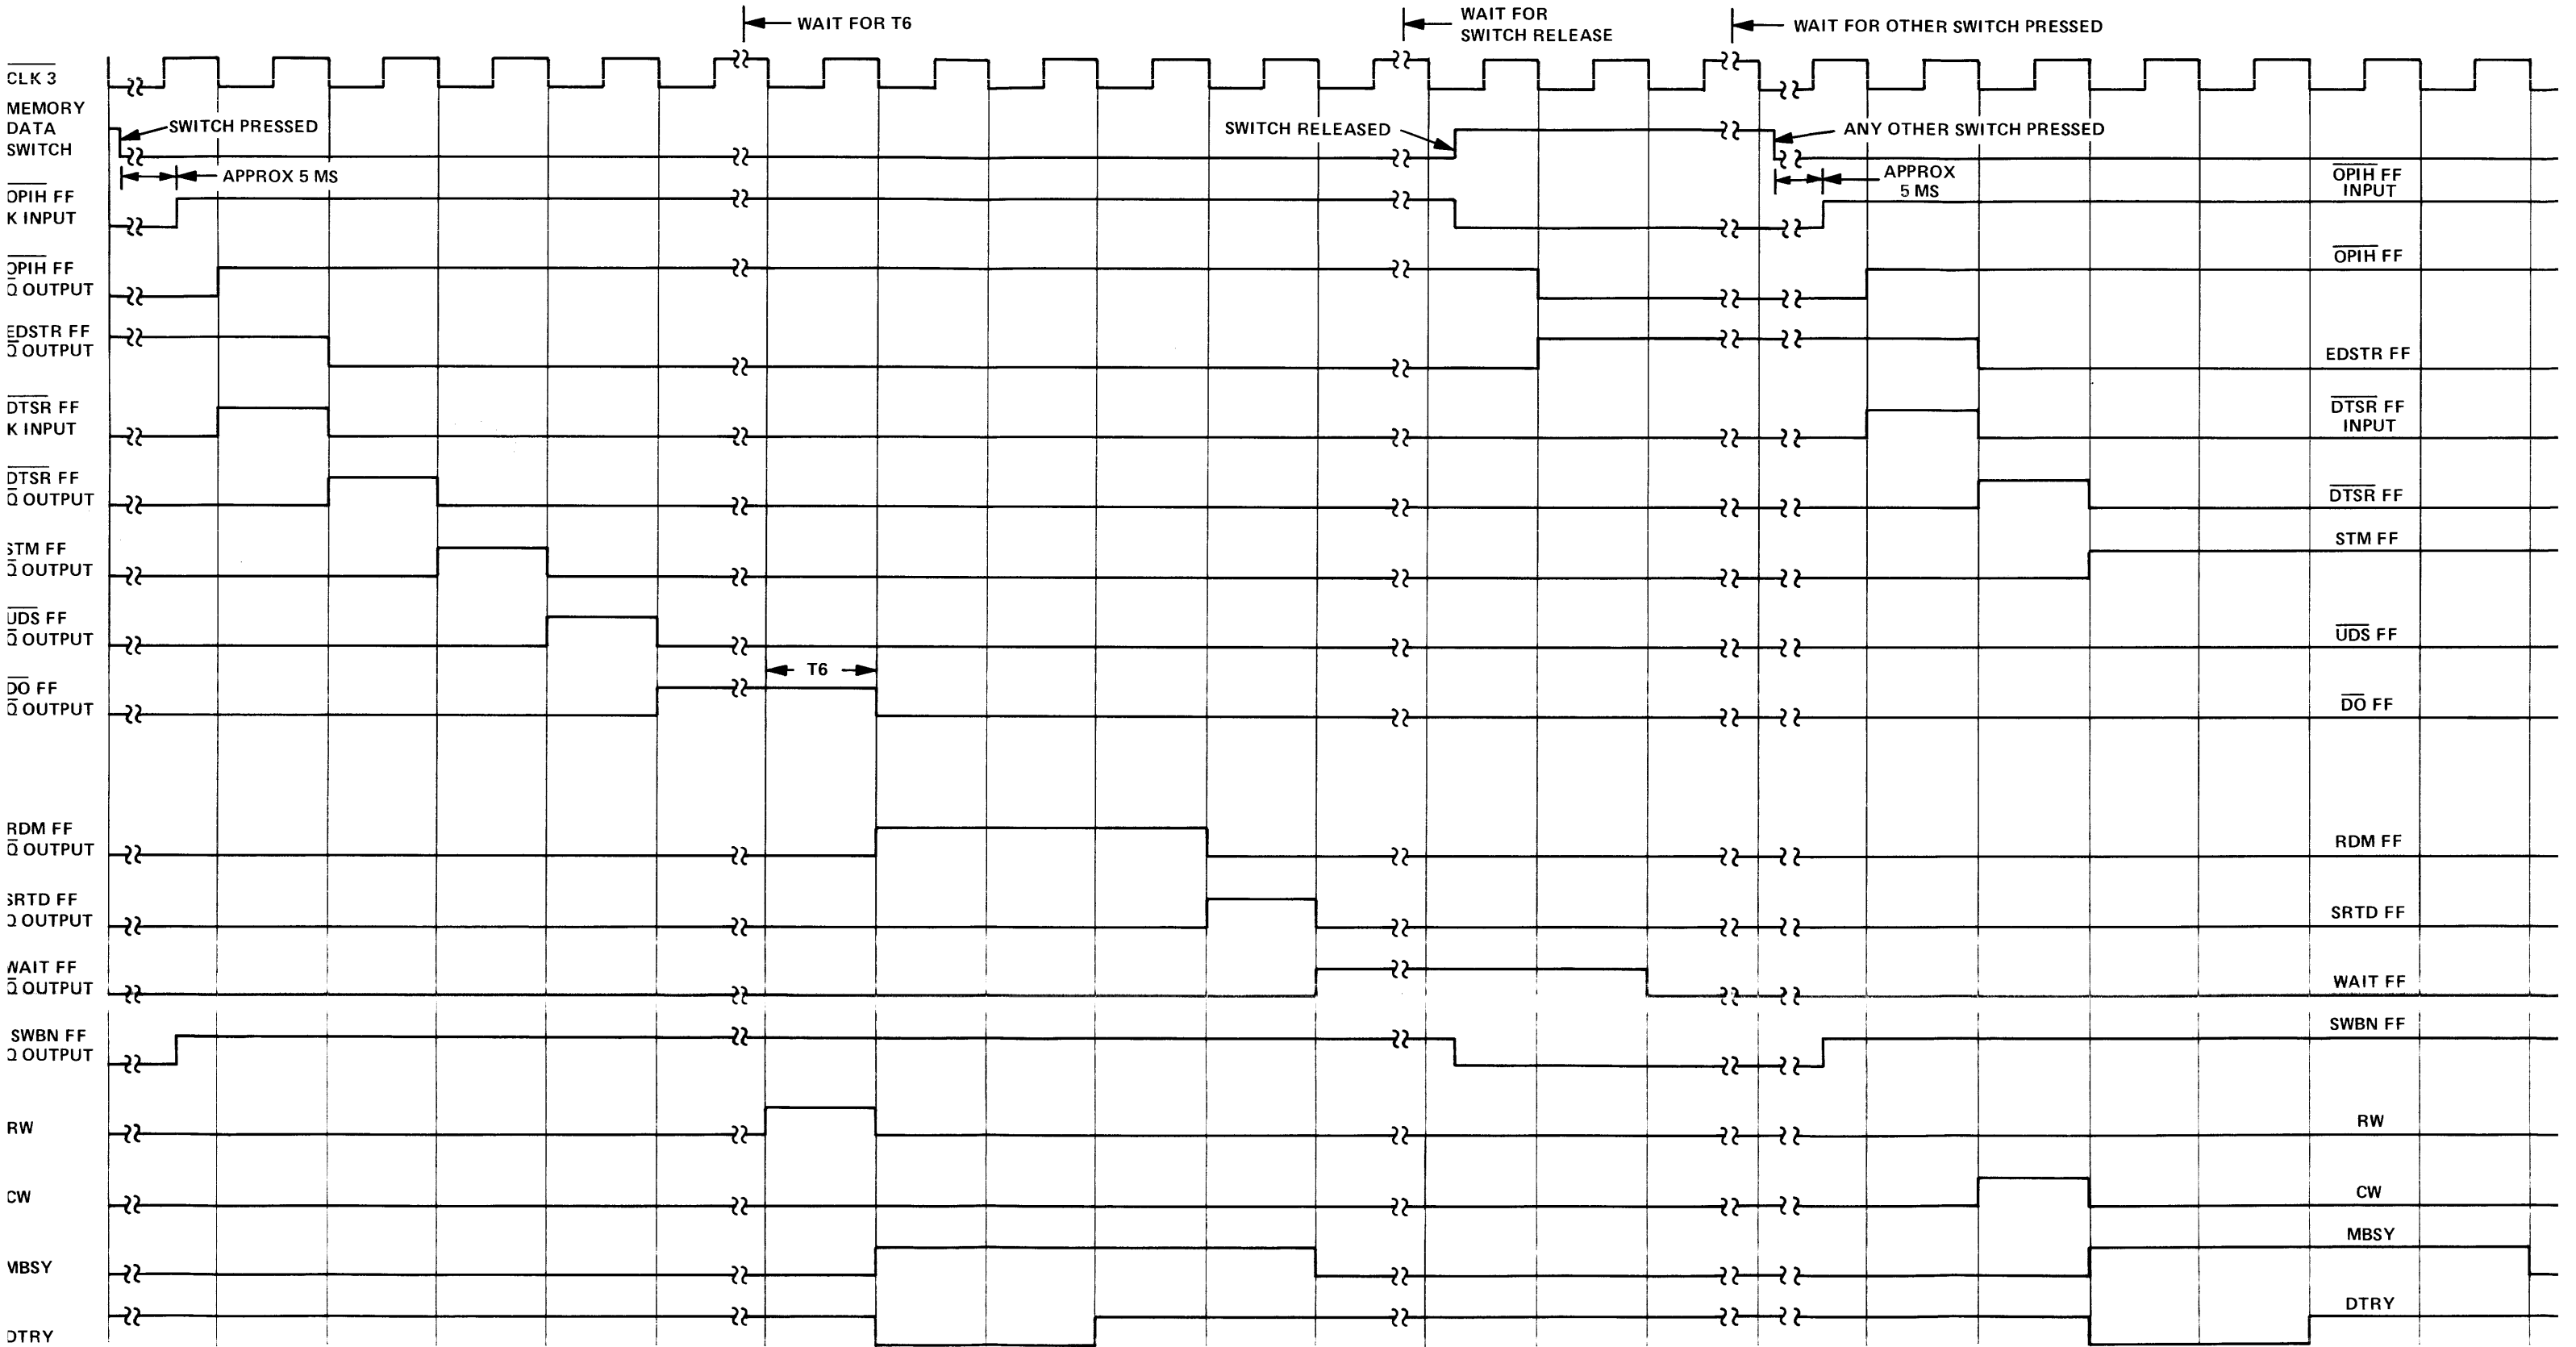 WAIT FOR T6
WAIT FOR
SWITCH RELEASE
WAIT FOR OTHER SWITCH PRESSED
CLK 3
MEMORY
DATA
SWITCH
SWITCH PRESSED
SWITCH RELEASED
ANY OTHER SWITCH PRESSED
APPROX 5 MS
APPROX
5 MS
OPIH FF
K INPUT
OPIH FF
INPUT
OPIH FF
Q OUTPUT
OPIH FF
EDSTR FF
Q OUTPUT
EDSTR FF
DTSR FF
K INPUT
DTSR FF
INPUT
DTSR FF
Q OUTPUT
DTSR FF
STM FF
Q OUTPUT
STM FF
UDS FF
Q OUTPUT
UDS FF
T6
DO FF
Q OUTPUT
DO FF
RDM FF
Q OUTPUT
RDM FF
SRTD FF
Q OUTPUT
SRTD FF
WAIT FF
Q OUTPUT
WAIT FF
SWBN FF
Q OUTPUT
SWBN FF
RW
RW
CW
CW
MBSY
MBSY
DTRY
DTRY